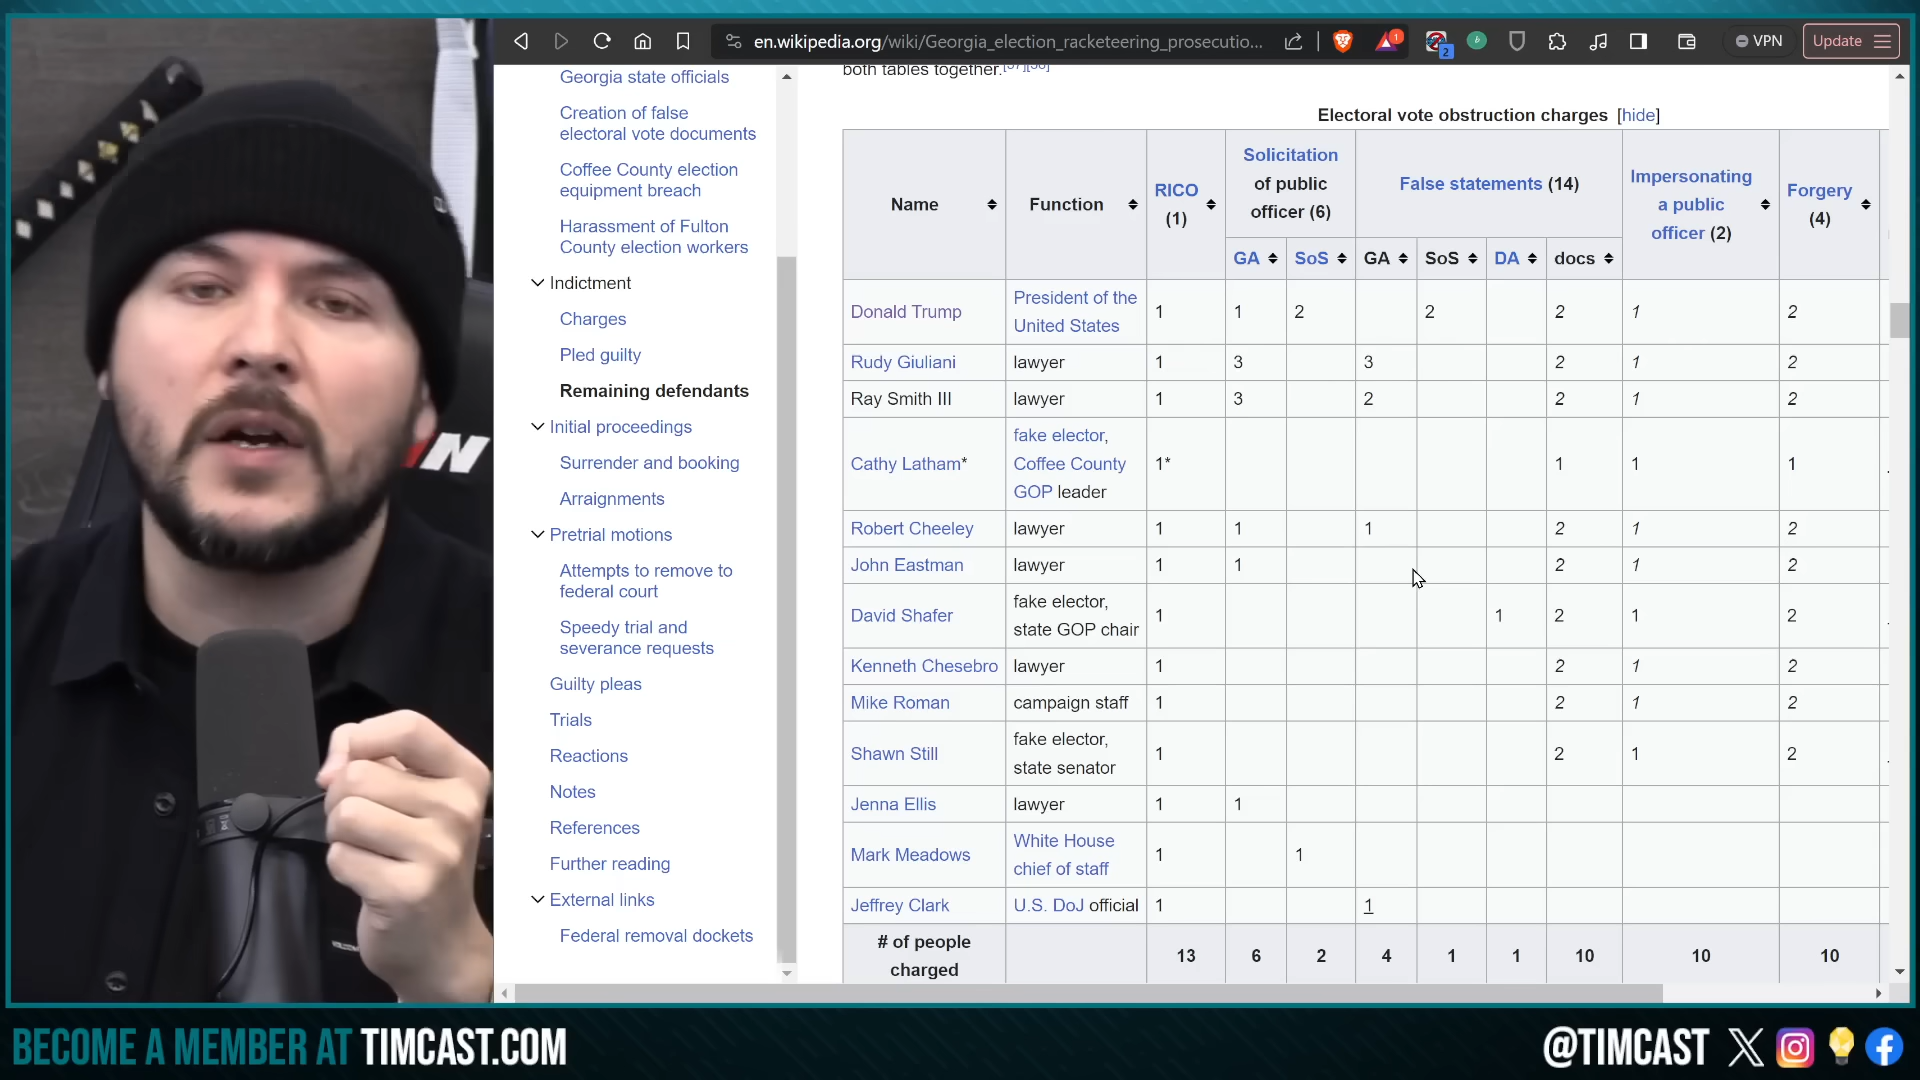 en.wikipedia.org/wiki/Georgia_election_racketeering_prosecutio...
1
2
b
VPN
Update
Georgia state officials
Creation of false
electoral vote documents
Coffee County election
equipment breach
Harassment of Fulton
County election workers
Indictment
Charges
Pled guilty
Remaining defendants
Initial proceedings
Surrender and booking
Arraignments
Pretrial motions
Attempts to remove to
federal court
Speedy trial and
severance requests
Guilty pleas
Trials
Reactions
Notes
References
Further reading
External links
Federal removal dockets
both tables together.[37][38]
Electoral vote obstruction charges [hide]
Name
Function
RICO
(1)
Solicitation
of public
officer (6)
False statements (14)
Impersonating
a public
officer (2)
Forgery
(4)
GA SoS GA SoS DA docs
Donald Trump President of the
United States 1 1 2 2 2 1 2
Rudy Giuliani lawyer 1 3 3 2 1 2
Ray Smith III lawyer 1 3 2 2 1 2
Cathy Latham* fake elector,
Coffee County
GOP leader 1* 1 1 1
Robert Cheeley lawyer 1 1 1 2 1 2
John Eastman lawyer 1 1 2 1 2
David Shafer fake elector,
state GOP chair 1 1 2 1 2
Kenneth Chesebro lawyer 1 2 1 2
Mike Roman campaign staff 1 2 1 2
Shawn Still fake elector,
state senator 1 2 1 2
Jenna Ellis lawyer 1 1
Mark Meadows White House
chief of staff 1 1
Jeffrey Clark U.S. DoJ official 1 1
# of people
charged 13 6 2 4 1 1 10 10 10
BECOME A MEMBER AT TIMCAST.COM
@TIMCAST